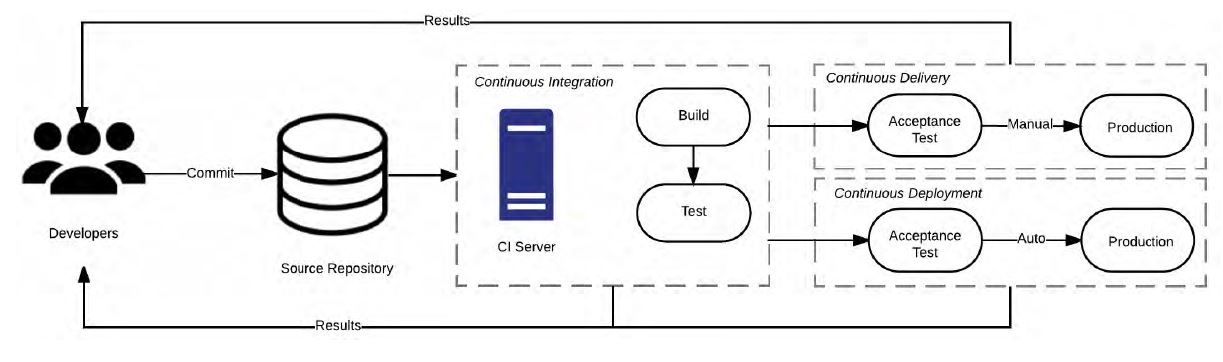 Results
Continuous Integration
Continuous Delivery
Build
Acceptance
Test
Manual
Production
Commit
Continuous Deployment
Test
Developers
Acceptance
Test
Auto
Production
CI Server
Source Repository
Results